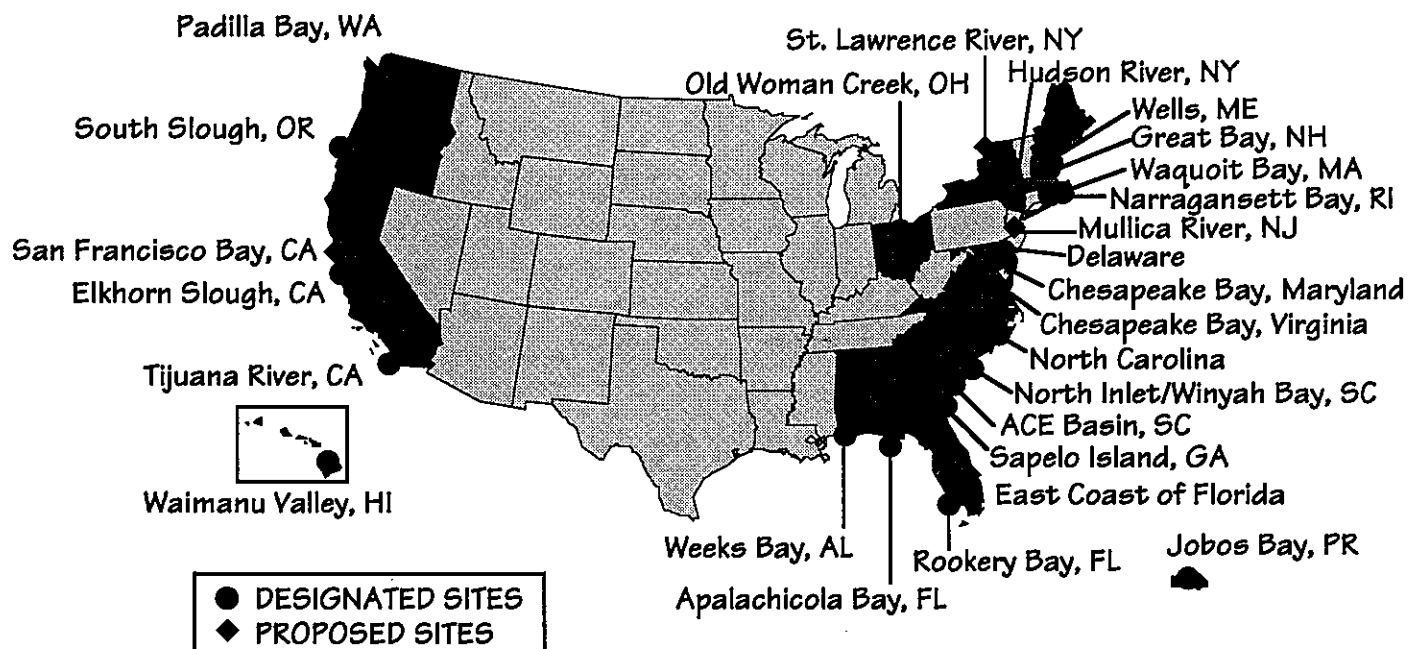 Padilla Bay, WA
South Slough, OR
San Francisco Bay, CA
Elkhorn Slough, CA
Tijuana River, CA
Waimanu Valley, HI
St. Lawrence River, NY
Old Woman Creek, OH
Hudson River, NY
Wells, ME
Great Bay, NH
Waquoit Bay, MA
Narragansett Bay, RI
Mullica River, NJ
Delaware
Chesapeake Bay, Maryland
Chesapeake Bay, Virginia
North Carolina
North Inlet/Winyah Bay, SC
ACE Basin, SC
Sapelo Island, GA
East Coast of Florida
Jobos Bay, PR
Rookery Bay, FL
Weeks Bay, AL
Apalachicola Bay, FL
DESIGNATED SITES
PROPOSED SITES